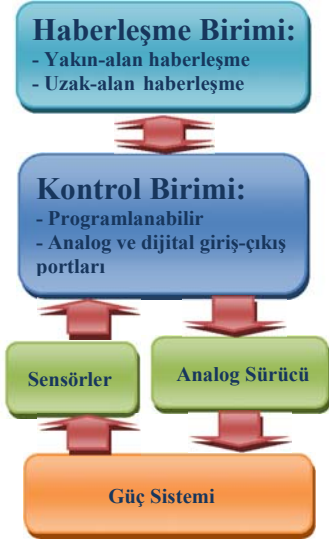 Haberleşme Birimi:
- Yakın-alan haberleşme
- Uzak-alan haberleşme
Kontrol Birimi:
- Programlanabilir
- Analog ve dijital giriş-çıkış
portları
Sensörler
Analog Sürücü
Güç Sistemi